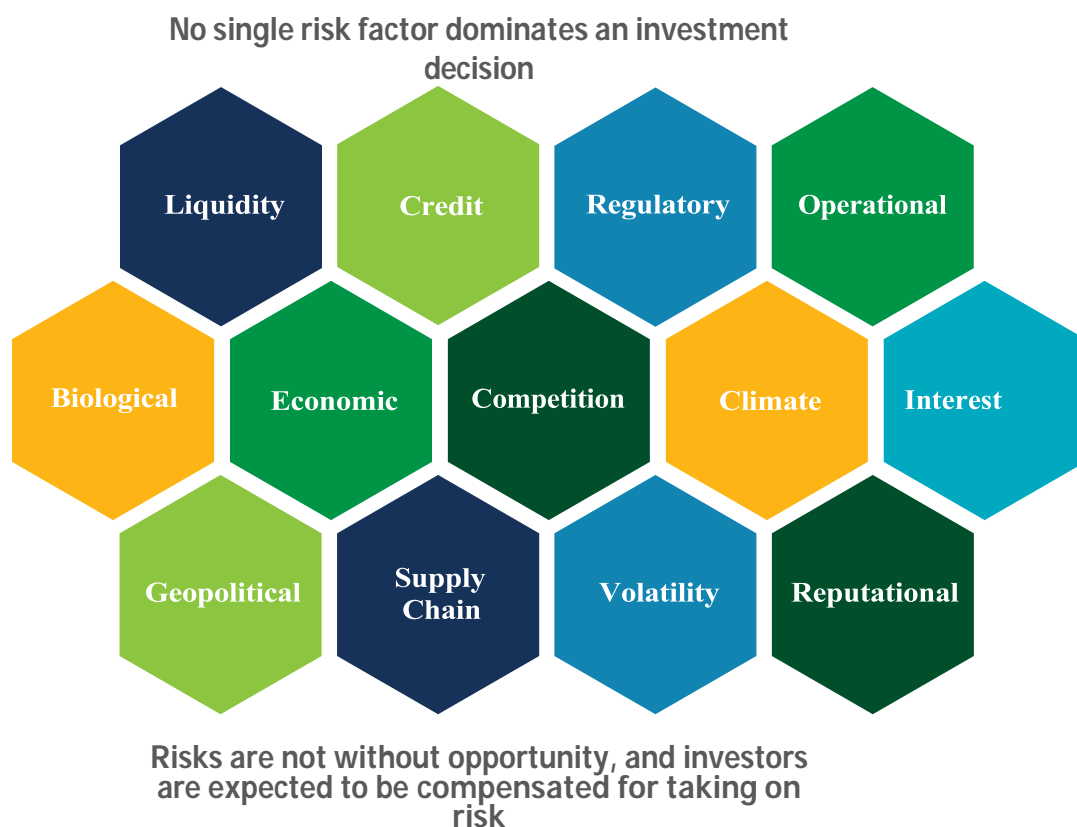 No single risk factor dominates an investment
decision
Liquidity
Credit
Regulatory
Operational
Biological
Economic
Competition
Climate
Interest
Geopolitical
Supply
Chain
Volatility
Reputational
Risks are not without opportunity, and investors
are expected to be compensated for taking on
risk